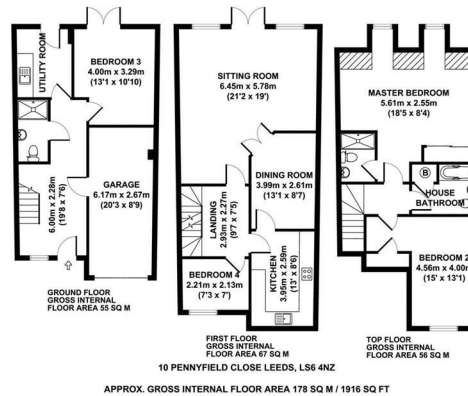 UTILITY ROOM
BEDROOM 3
4.00m x 3.29m
(13'1 x 10'10)
6.00m x 2.28m
(19'8 x 7'6)
GARAGE
6.17m x 2.67m
(20'3 x 8'9)
GROUND FLOOR
GROSS INTERNAL
FLOOR AREA 55 SQ M
SITTING ROOM
6.45m x 5.78m
(21'2 x 19')
DINING ROOM
3.99m x 2.61m
(13'1 x 8'7)
LANDING
2.93m x 2.27m
(9'7 x 7'5)
KITCHEN
3.95m x 2.59m
(13' x 8'6)
BEDROOM 4
2.21m x 2.13m
(7'3 x 7')
FIRST FLOOR
GROSS INTERNAL
FLOOR AREA 67 SQ M
MASTER BEDROOM
5.61m x 2.55m
(18'5 x 8'4)
B
HOUSE
BATHROOM
BEDROOM 2
4.56m x 4.00m
(15' x 13'1)
TOP FLOOR
GROSS INTERNAL
FLOOR AREA 56 SQ M
10 PENNYFIELD CLOSE LEEDS, LS6 4NZ
APPROX. GROSS INTERNAL FLOOR AREA 178 SQ M / 1916 SQ FT